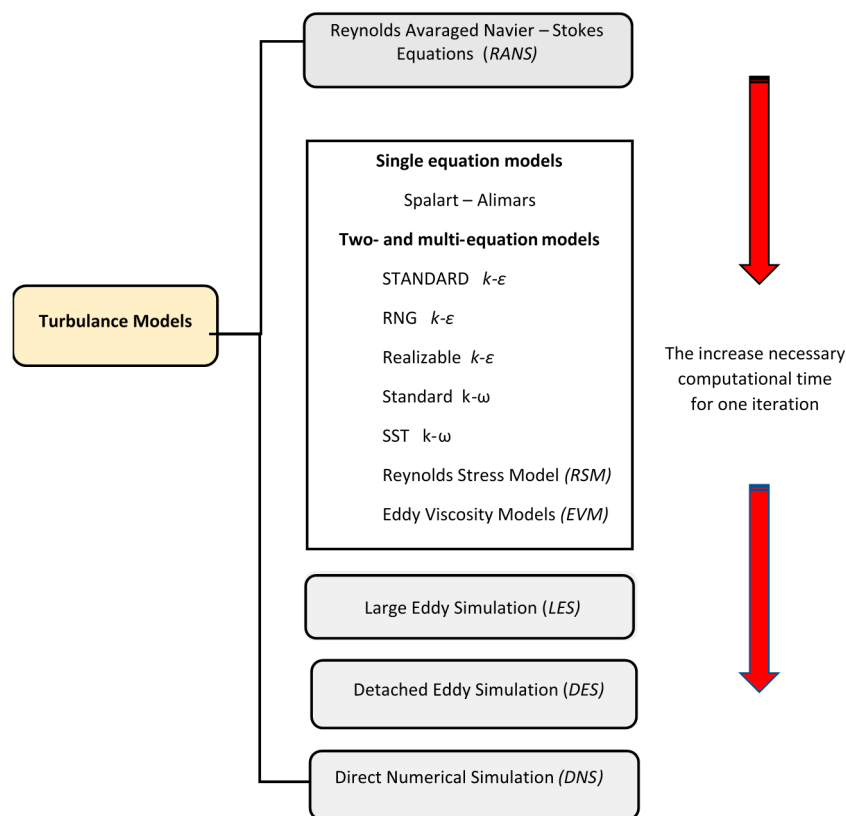 Reynolds Avaraged Navier – Stokes
Equations (RANS)
Single equation models
Spalart – Alimars
Two- and multi-equation models
STANDARD k-ε
RNG k-ε
Realizable k-ε
Standard k-ω
SST k-ω
Reynolds Stress Model (RSM)
Eddy Viscosity Models (EVM)
Turbulance Models
The increase necessary
computational time
for one iteration
Large Eddy Simulation (LES)
Detached Eddy Simulation (DES)
Direct Numerical Simulation (DNS)